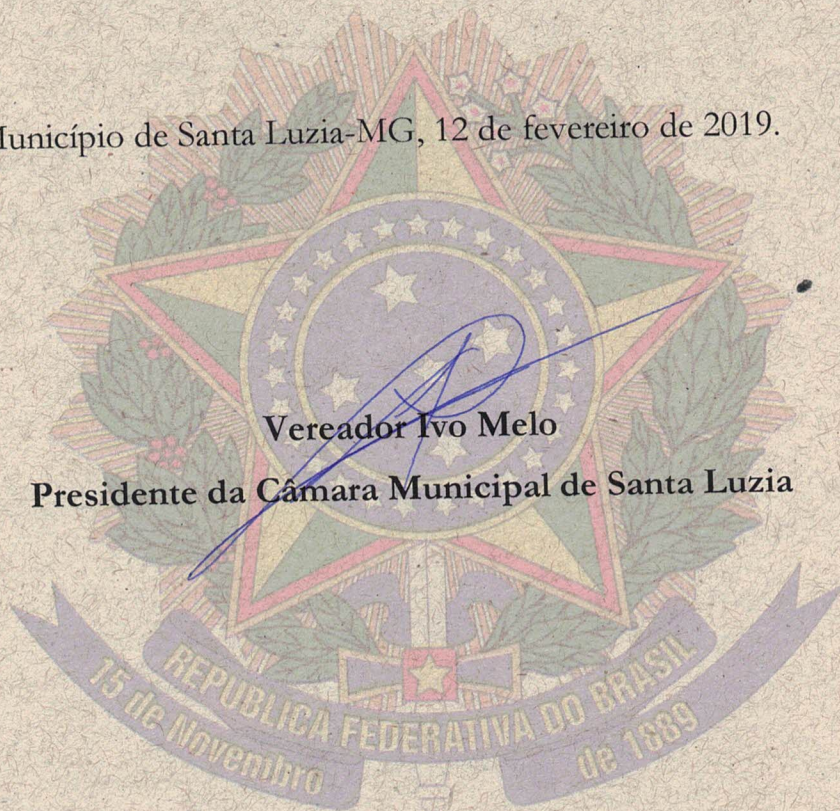 Município de Santa Luzia-MG, 12 de fevereiro de 2019.
Vereador Ivo Melo
Presidente da Câmara Municipal de Santa Luzia
REPUBLICA FEDERATIVA DO BRASIL
15 de Novembro
de 1889